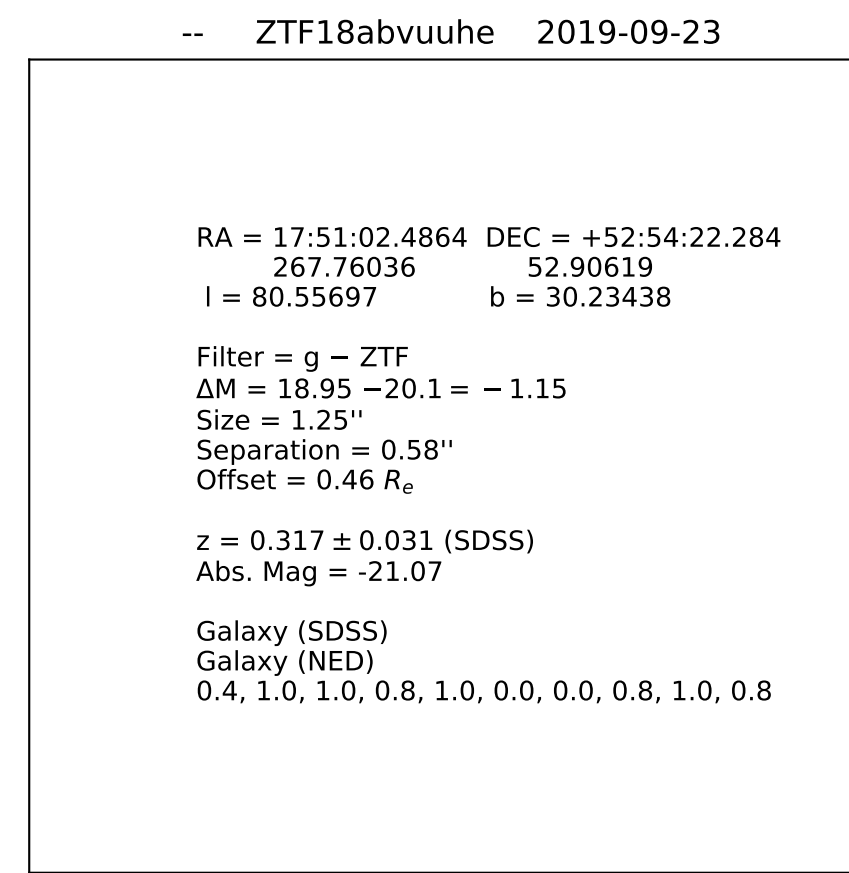 -- ZTF18abvuuhe 2019-09-23
RA = 17:51:02.4864 DEC = +52:54:22.284
267.76036 52.90619
l = 80.55697 b = 30.23438
Filter = g − ZTF
ΔM = 18.95 −20.1 = − 1.15
Size = 1.25''
Separation = 0.58''
Offset = 0.46 Re
z = 0.317 ± 0.031 (SDSS)
Abs. Mag = -21.07
Galaxy (SDSS)
Galaxy (NED)
0.4, 1.0, 1.0, 0.8, 1.0, 0.0, 0.0, 0.8, 1.0, 0.8